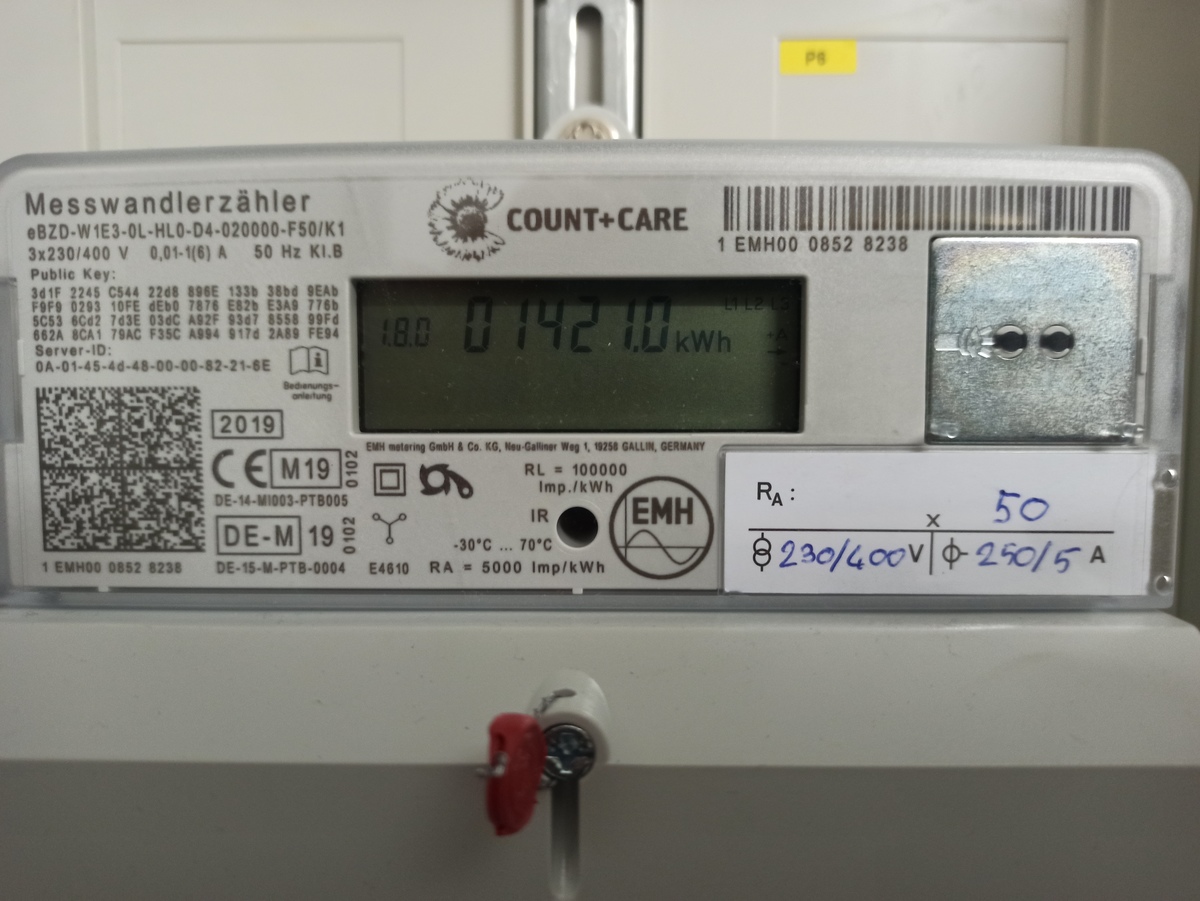 P6
Messwandlerzähler
eBZD-W1E3-0L-HL0-D4-020000-F50/K1
3x230/400 V 0,01-1(6) A 50 Hz Kl.B
Public Key:
3d1F 2245 C544 22d8 896E 133b 38bd 9EAb
F9F9 0293 10FE dEb0 7876 E82b E3A9 776b
5C53 6Cd2 7d3E 03dC A92F 93d7 8558 99Fd
662A 8CA1 79AC F35C A994 917d 2A89 FE94
Server-ID:
0A-01-45-4d-48-00-00-82-21-6E
Bedienungs-
anleitung
COUNT+CARE
1 EMH00 0852 8238
L1 L2 L3
1.8.0 01421.0 kWh
+A
2019
CE M19 0102
DE-14-MI003-PTB005
DE-M 19 0102
1 EMH00 0852 8238
DE-15-M-PTB-0004
E4610
EMH metering GmbH & Co. KG, Neu-Galliner Weg 1, 19258 GALLIN, GERMANY
RL = 100000
Imp./kWh
IR
-30°C ... 70°C
RA = 5000 Imp/kWh
EMH
RA :
x 50
230/400 V 250/5 A